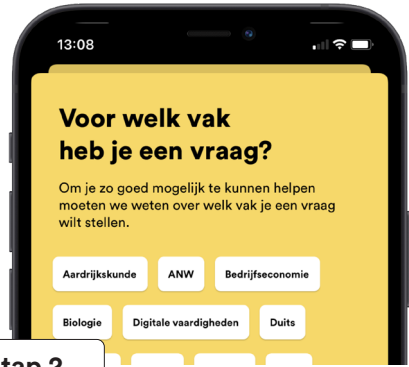 13:08
Voor welk vak
heb je een vraag?
Om je zo goed mogelijk te kunnen helpen
moeten we weten over welk vak je een vraag
wilt stellen.
Aardrijkskunde ANW Bedrijfseconomie
Biologie Digitale vaardigheden Duits